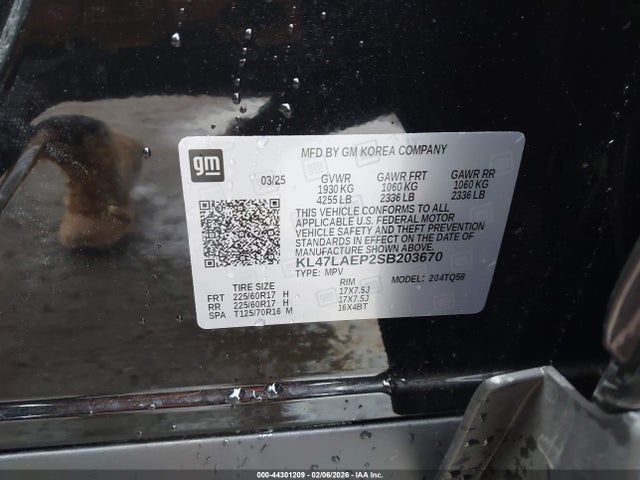 gm
MFD BY GM KOREA COMPANY
03/25
GVWR GAWR FRT GAWR RR
1930 KG 1060 KG 1060 KG
4255 LB 2336 LB 2336 LB
THIS VEHICLE CONFORMS TO ALL
APPLICABLE U.S. FEDERAL MOTOR
VEHICLE SAFETY AND THEFT PREVENTION
STANDARDS IN EFFECT ON THE DATE OF
MANUFACTURE SHOWN ABOVE.
KL47LAEP2SB203670
TYPE: MPV MODEL: 204TQ58
TIRE SIZE RIM
FRT 225/60R17 H 17X7.5J
RR 225/60R17 H 17X7.5J
SPA T125/70R16 M 16X4BT
000-44301209 - 02/06/2026 - IAABUYNOW